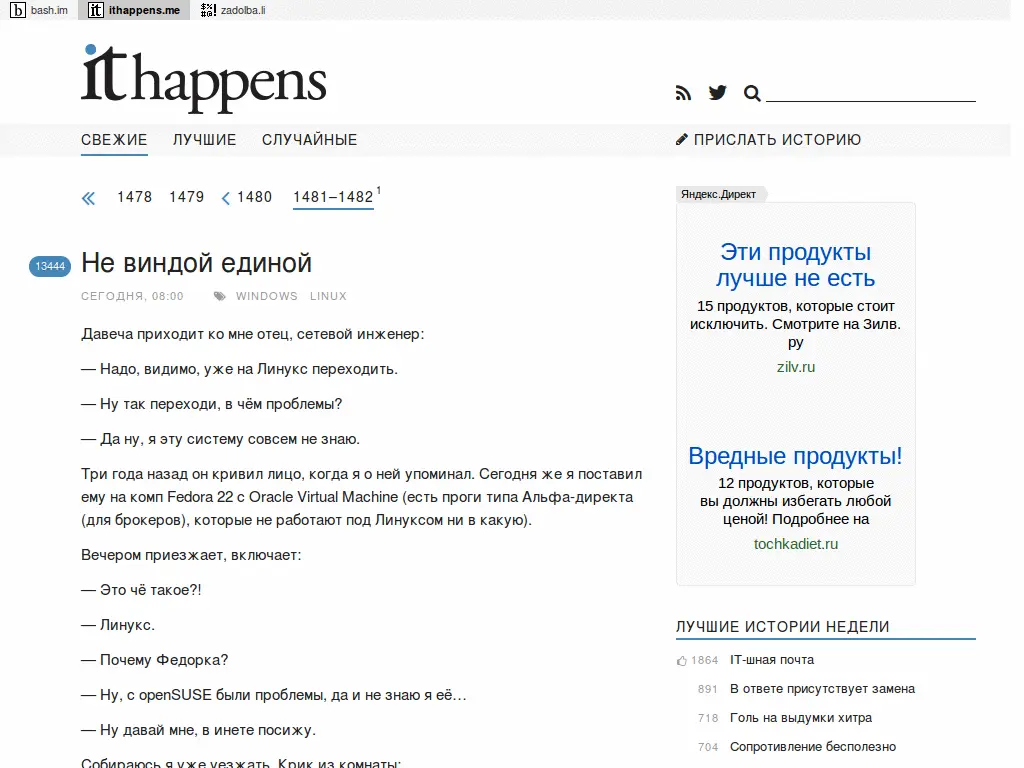 bash.im
ithappens.me
zadolba.li
it happens
СВЕЖИЕ ЛУЧШИЕ СЛУЧАЙНЫЕ
ПРИСЛАТЬ ИСТОРИЮ
« 1478 1479 < 1480 1481–1482 1
13444
Не виндой единой
СЕГОДНЯ, 08:00 WINDOWS LINUX
Давеча приходит ко мне отец, сетевой инженер:
— Надо, видимо, уже на Линукс переходить.
— Ну так переходи, в чём проблемы?
— Да ну, я эту систему совсем не знаю.
Три года назад он кривил лицо, когда я о ней упоминал. Сегодня же я поставил
ему на комп Fedora 22 с Oracle Virtual Machine (есть проги типа Альфа-директа
(для брокеров), которые не работают под Линуксом ни в какую).
Вечером приезжает, включает:
— Это чё такое?!
— Линукс.
— Почему Федорка?
— Ну, с openSUSE были проблемы, да и не знаю я её…
— Ну давай мне, в инете посижу.
Собираюсь я уже уезжать. Крик из комнаты:
Яндекс.Директ
Эти продукты
лучше не есть
15 продуктов, которые стоит
исключить. Смотрите на Зилв.
ру
zilv.ru
Вредные продукты!
12 продуктов, которые
вы должны избегать любой
ценой! Подробнее на
tochkadiet.ru
ЛУЧШИЕ ИСТОРИИ НЕДЕЛИ
1864 IT-шная почта
891 В ответе присутствует замена
718 Голь на выдумки хитра
704 Сопротивление бесполезно